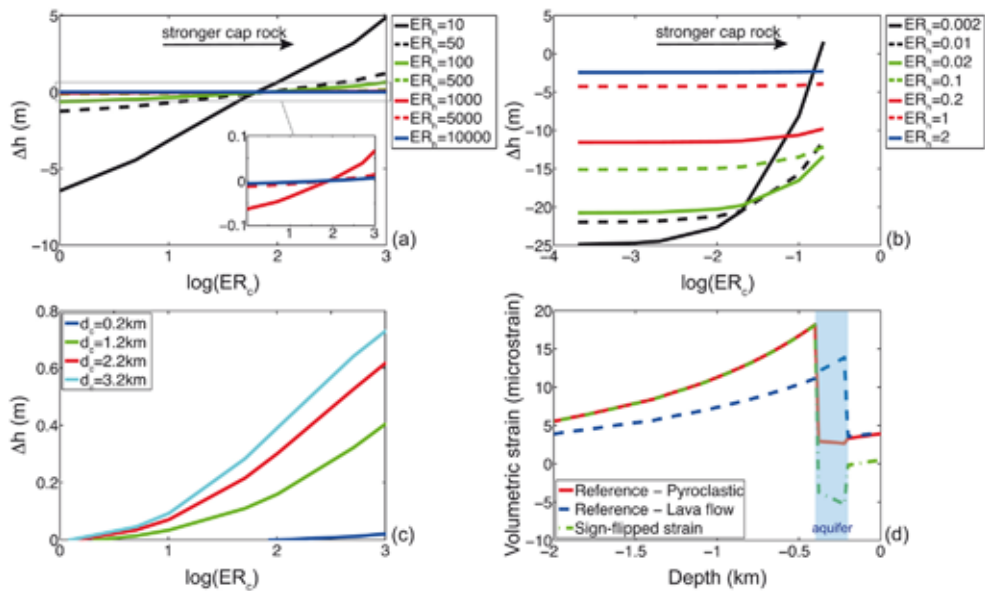 5
0
−5
−10
0
1
2
3
Δh (m)
log(ER_c)
stronger cap rock
0.1
0
−0.1
1
2
3
(a)
ER_h=10
ER_h=50
ER_h=100
ER_h=500
ER_h=1000
ER_h=5000
ER_h=10000
0
−5
−10
−15
−20
−25
−4
−3
−2
−1
0
Δh (m)
log(ER_c)
stronger cap rock
(b)
ER_h=0.002
ER_h=0.01
ER_h=0.02
ER_h=0.1
ER_h=0.2
ER_h=1
ER_h=2
0.8
0.6
0.4
0.2
0
0
1
2
3
Δh (m)
log(ER_c)
d_c=0.2km
d_c=1.2km
d_c=2.2km
d_c=3.2km
(c)
20
15
10
5
0
−5
−10
−2
−1.5
−1
−0.5
0
Volumetric strain (microstrain)
Depth (km)
Reference − Pyroclastic
Reference − Lava flow
Sign−flipped strain
aquifer
(d)